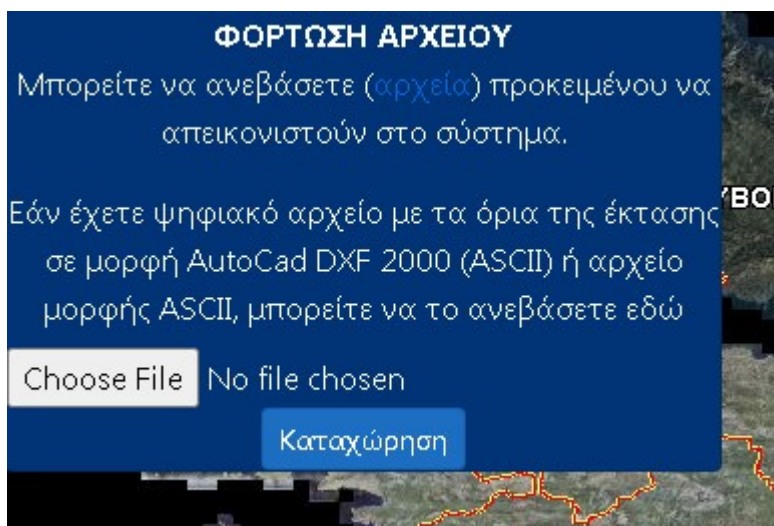 ΦΟΡΤΩΣΗ ΑΡΧΕΙΟΥ
Μπορείτε να ανεβάσετε (αρχεία) προκειμένου να
απεικονιστούν στο σύστημα.
Εάν έχετε ψηφιακό αρχείο με τα όρια της έκτασης
σε μορφή AutoCad DXF 2000 (ASCII) ή αρχείο
μορφής ASCII, μπορείτε να το ανεβάσετε εδώ
Choose File No file chosen
Καταχώρηση